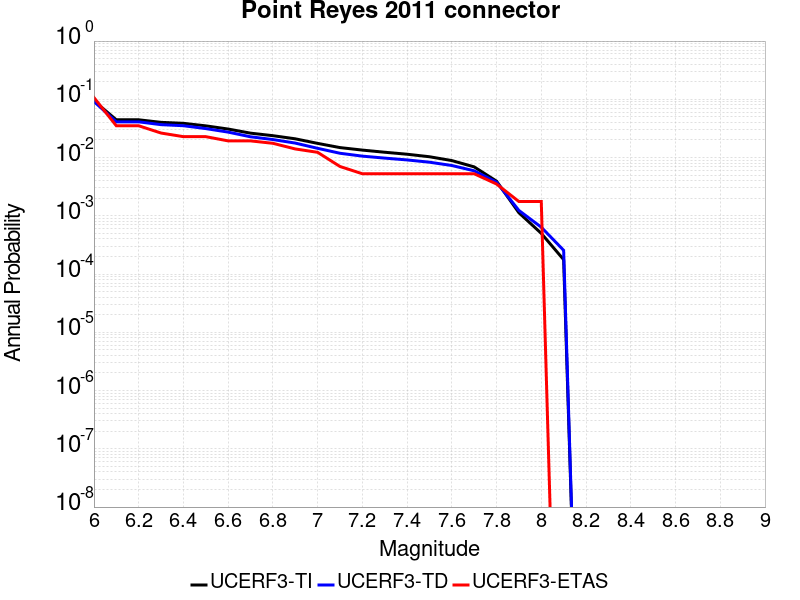 Point Reyes 2011 connector
10^0
10^-1
10^-2
10^-3
10^-4
10^-5
10^-6
10^-7
10^-8
Annual Probability
6 6.2 6.4 6.6 6.8 7 7.2 7.4 7.6 7.8 8 8.2 8.4 8.6 8.8 9
Magnitude
UCERF3-TI UCERF3-TD UCERF3-ETAS